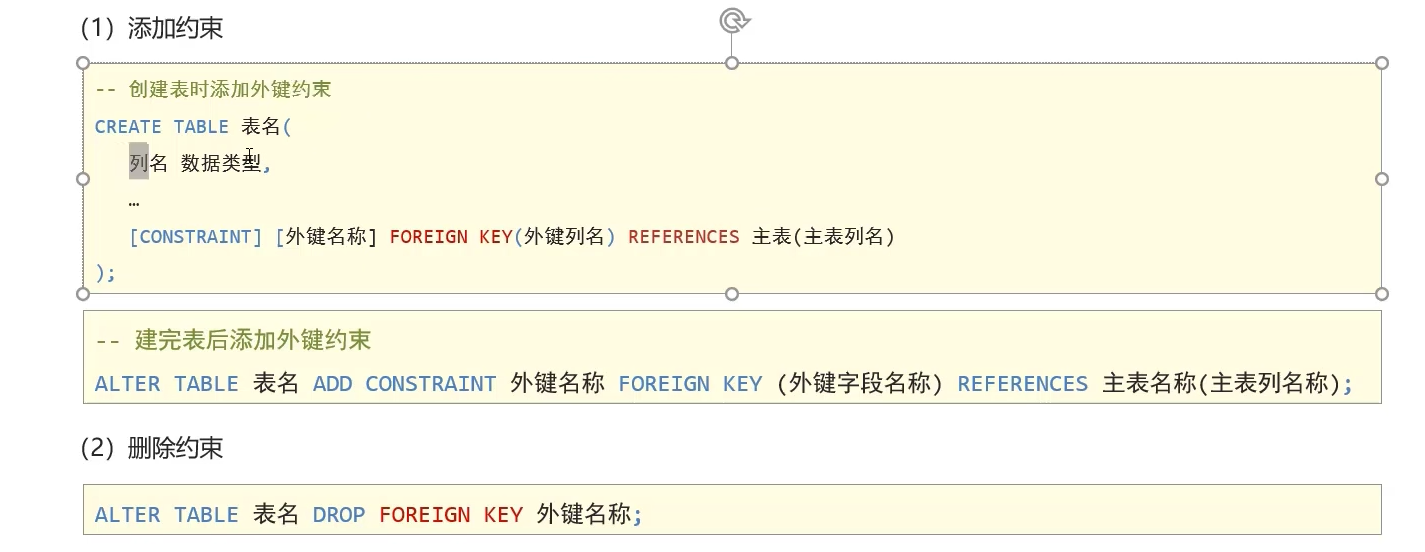 （1）添加约束
-- 创建表时添加外键约束
CREATE TABLE 表名(
列名 数据类型,
…
[CONSTRAINT] [外键名称] FOREIGN KEY(外键列名) REFERENCES 主表(主表列名)
);
-- 建完表后添加外键约束
ALTER TABLE 表名 ADD CONSTRAINT 外键名称 FOREIGN KEY (外键字段名称) REFERENCES 主表名称(主表列名称);
（2）删除约束
ALTER TABLE 表名 DROP FOREIGN KEY 外键名称;